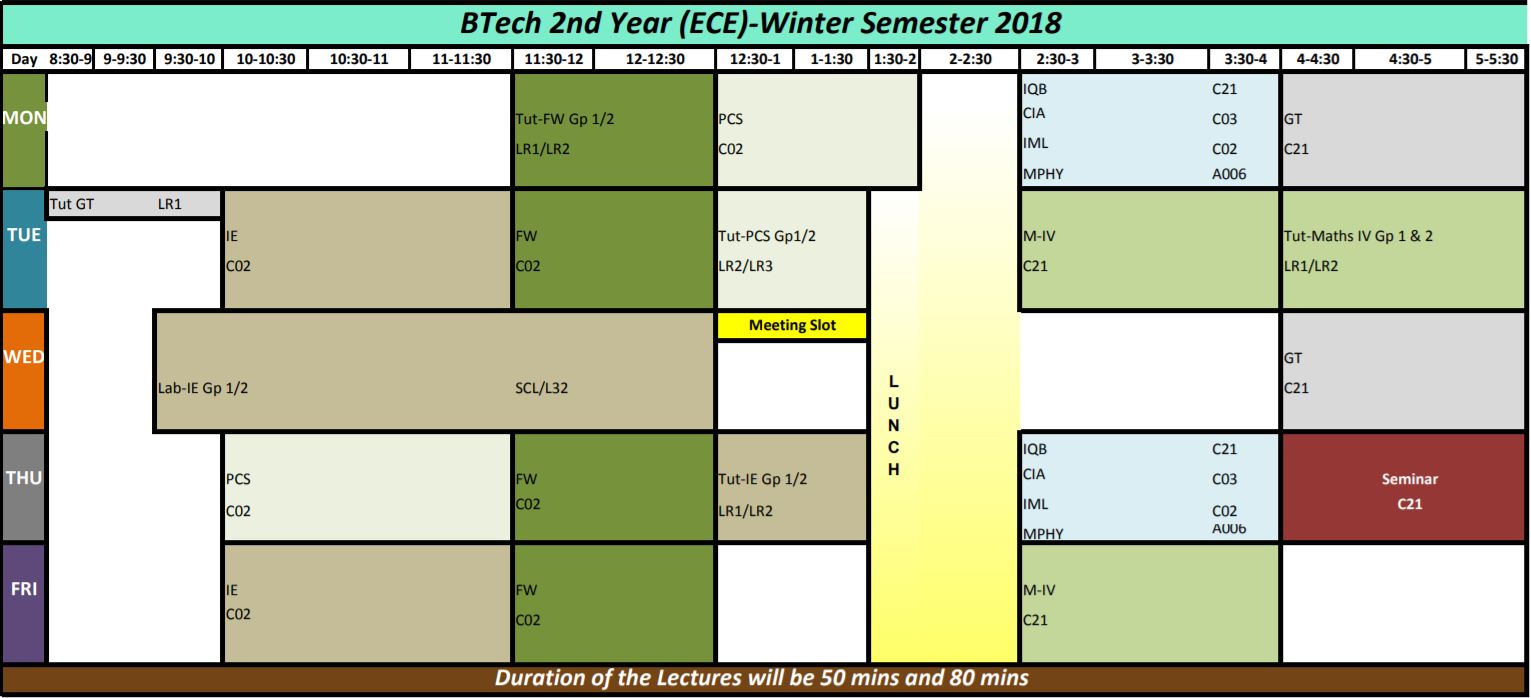 BTech 2nd Year (ECE)-Winter Semester 2018
Day 8:30-9 9-9:30 9:30-10 10-10:30 10:30-11 11-11:30 11:30-12 12-12:30 12:30-1 1-1:30 1:30-2 2-2:30 2:30-3 3-3:30 3:30-4 4-4:30 4:30-5 5-5:30
MON
Tut-FW Gp 1/2
LR1/LR2
PCS
C02
IQB C21
CIA C03
IML C02
MPHY A006
GT
C21
TUE
Tut GT LR1
IE
C02
FW
C02
Tut-PCS Gp1/2
LR2/LR3
M-IV
C21
Tut-Maths IV Gp 1 & 2
LR1/LR2
WED
Lab-IE Gp 1/2 SCL/L32
Meeting Slot
L
U
N
C
H
GT
C21
THU
PCS
C02
FW
C02
Tut-IE Gp 1/2
LR1/LR2
IQB C21
CIA C03
IML C02
MPHY A006
Seminar
C21
FRI
IE
C02
FW
C02
M-IV
C21
Duration of the Lectures will be 50 mins and 80 mins